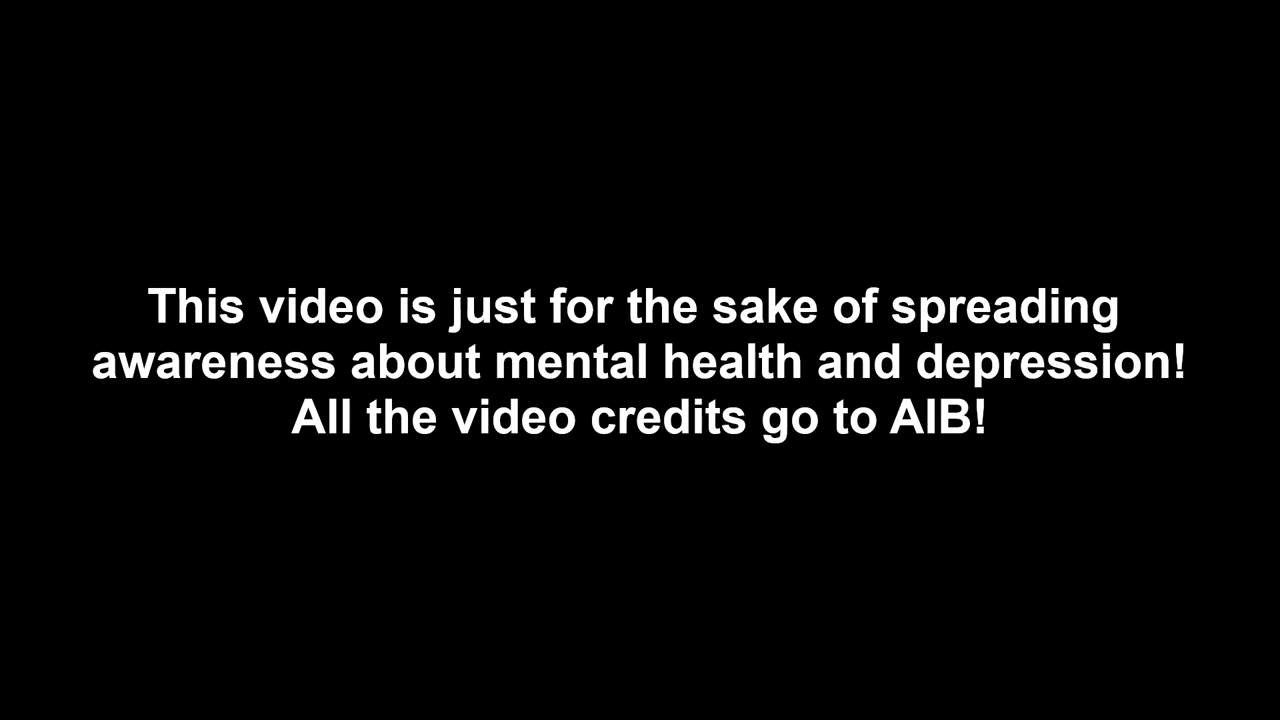 This video is just for the sake of spreading
awareness about mental health and depression!
All the video credits go to AIB!